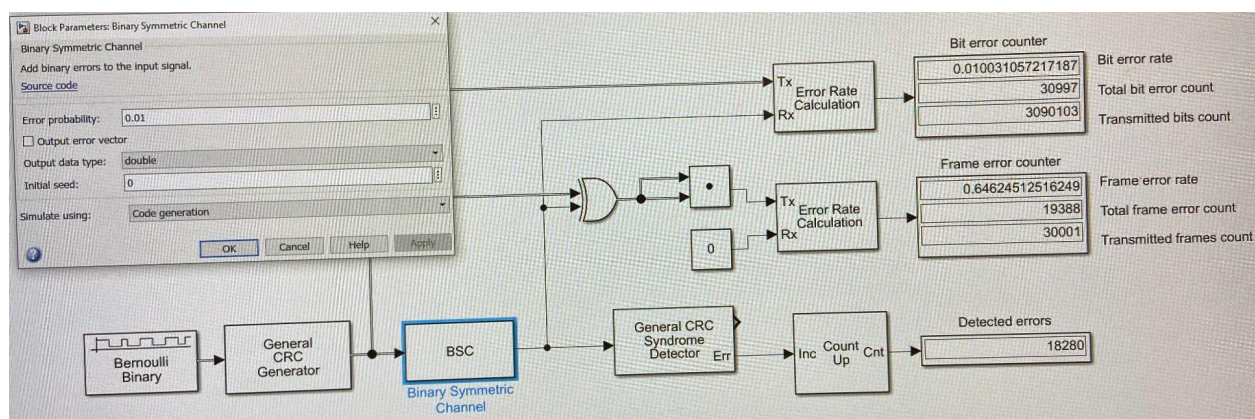 Block Parameters: Binary Symmetric Channel
Binary Symmetric Channel
Add binary errors to the input signal.
Source code
Error probability: 0.01
Output error vector
Output data type: double
Initial seed: 0
Simulate using: Code generation
OK Cancel Help Apply
Bit error counter
Tx
Rx
Error Rate
Calculation
0.010031057217187
30997
3090103
Bit error rate
Total bit error count
Transmitted bits count
Frame error counter
Tx
Rx
Error Rate
Calculation
0
0.64624512516249
19388
30001
Frame error rate
Total frame error count
Transmitted frames count
Bernoulli
Binary
General
CRC
Generator
BSC
Binary Symmetric
Channel
General CRC
Syndrome
Detector Err
Inc Count Cnt
Up
Detected errors
18280